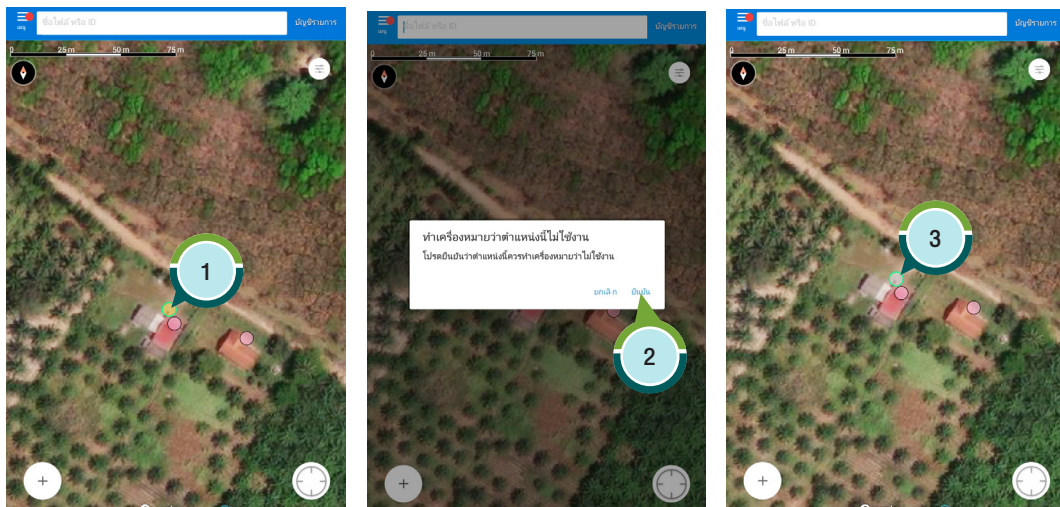 เมนู
ชื่อไฟล์ หรือ ID
บัญชีรายการ
0 25 m 50 m 75 m
1
เมนู
ชื่อไฟล์ หรือ ID
บัญชีรายการ
0 25 m 50 m 75 m
ทำเครื่องหมายว่าตำแหน่งนี้ไม่ใช้งาน
โปรดยืนยันว่าตำแหน่งนี้ควรทำเครื่องหมายว่าไม่ใช้งาน
ยกเลิก ยืนยัน
2
เมนู
ชื่อไฟล์ หรือ ID
บัญชีรายการ
0 25 m 50 m 75 m
3